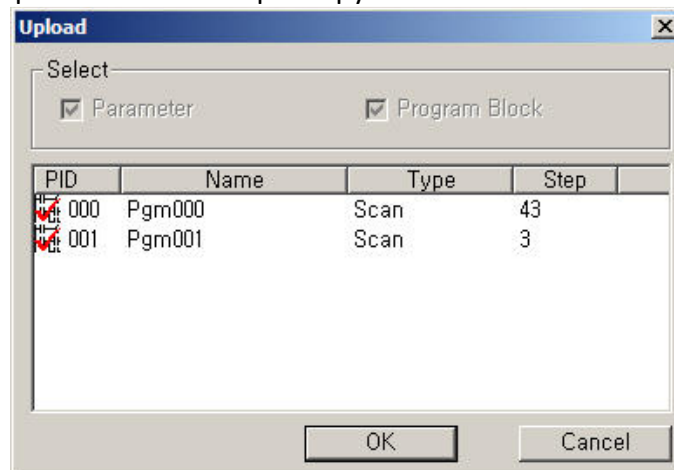 Upload
Select
Parameter Program Block
PID Name Type Step
000 Pgm000 Scan 43
001 Pgm001 Scan 3
OK Cancel